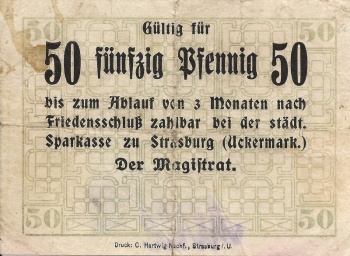 Gültig für
50 fünfzig Pfennig 50
bis zum Ablauf von 3 Monaten nach
Friedensschluß zahlbar bei der städt.
Sparkasse zu Strasburg (Uckermark.)
Der Magistrat.
50 50
Druck: C. Hartwig Nachf., Strasburg i. U.